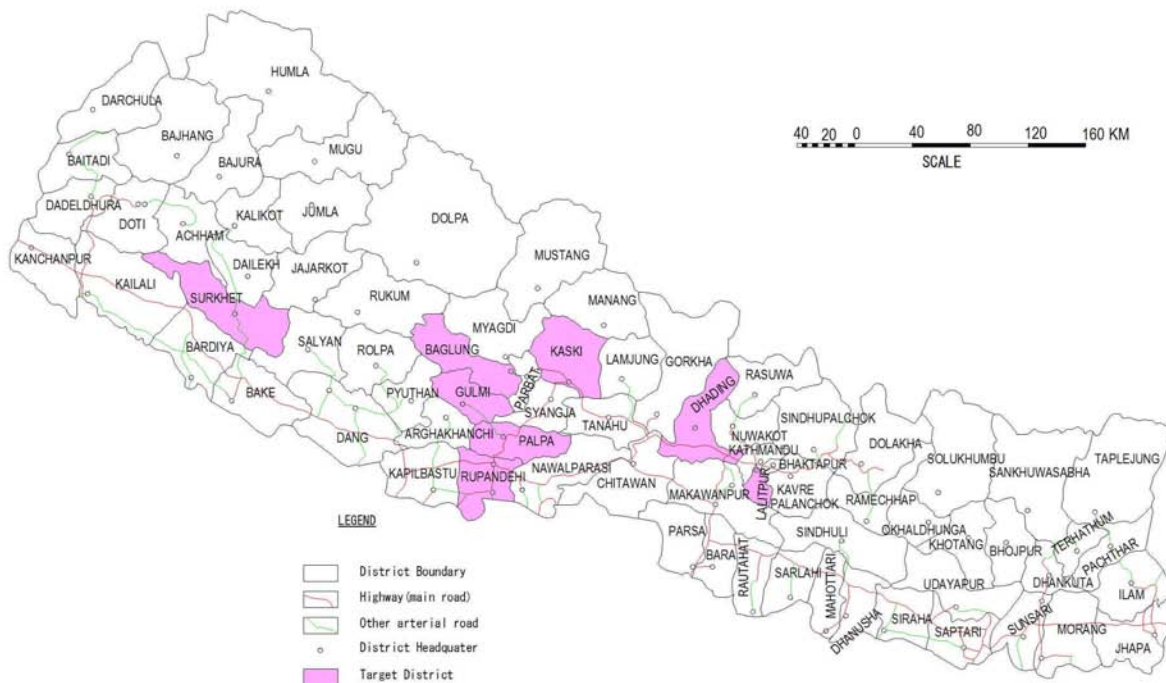 HUMLA
DARCHULA
BAJHANG
MUGU
BAITADI
BAJURA
DADELDHURA
DOTI
KALIKOT
JUMLA
DOLPA
ACHHAM
KANCHANPUR
DAILEKH
JAJARKOT
MUSTANG
KAILALI
SURKHET
RUKUM
MANANG
MYAGDI
BARDIYA
SALYAN
ROLPA
BAGLUNG
KASKI
LAMJUNG
GORKHA
RASUWA
BAKE
PYUTHAN
GULMI
PARBAT
SYANGJA
DHADING
SINDHUPALCHOK
DANG
ARGHAKHANCHI
PALPA
TANAHU
NUWAKOT
KATHMANDU
DOLAKHA
SOLUKHUMBU
SANKHUWASABHA
TAPLEJUNG
KAPILBASTU
RUPANDEHI
NAWALPARASI
CHITAWAN
BHAKTAPUR
MAKAWANPUR
LALITPUR
KAVRE
PALANCHOK
RAMECHHAP
PARSA
BARA
RAUTAHAT
SINDHULI
OKHALDHUNGA
KHOTANG
BHOJPUR
TERHATHUM
PACHTHAR
SARLAHI
MAHOTTARI
UDAYAPUR
DHANKUTA
ILAM
DHANUSHA
SIRAHA
SAPTARI
SUNSARI
MORANG
JHAPA
40 20 0 40 80 120 160 KM
SCALE
LEGEND
District Boundary
Highway(main road)
Other arterial road
District Headquater
Target District